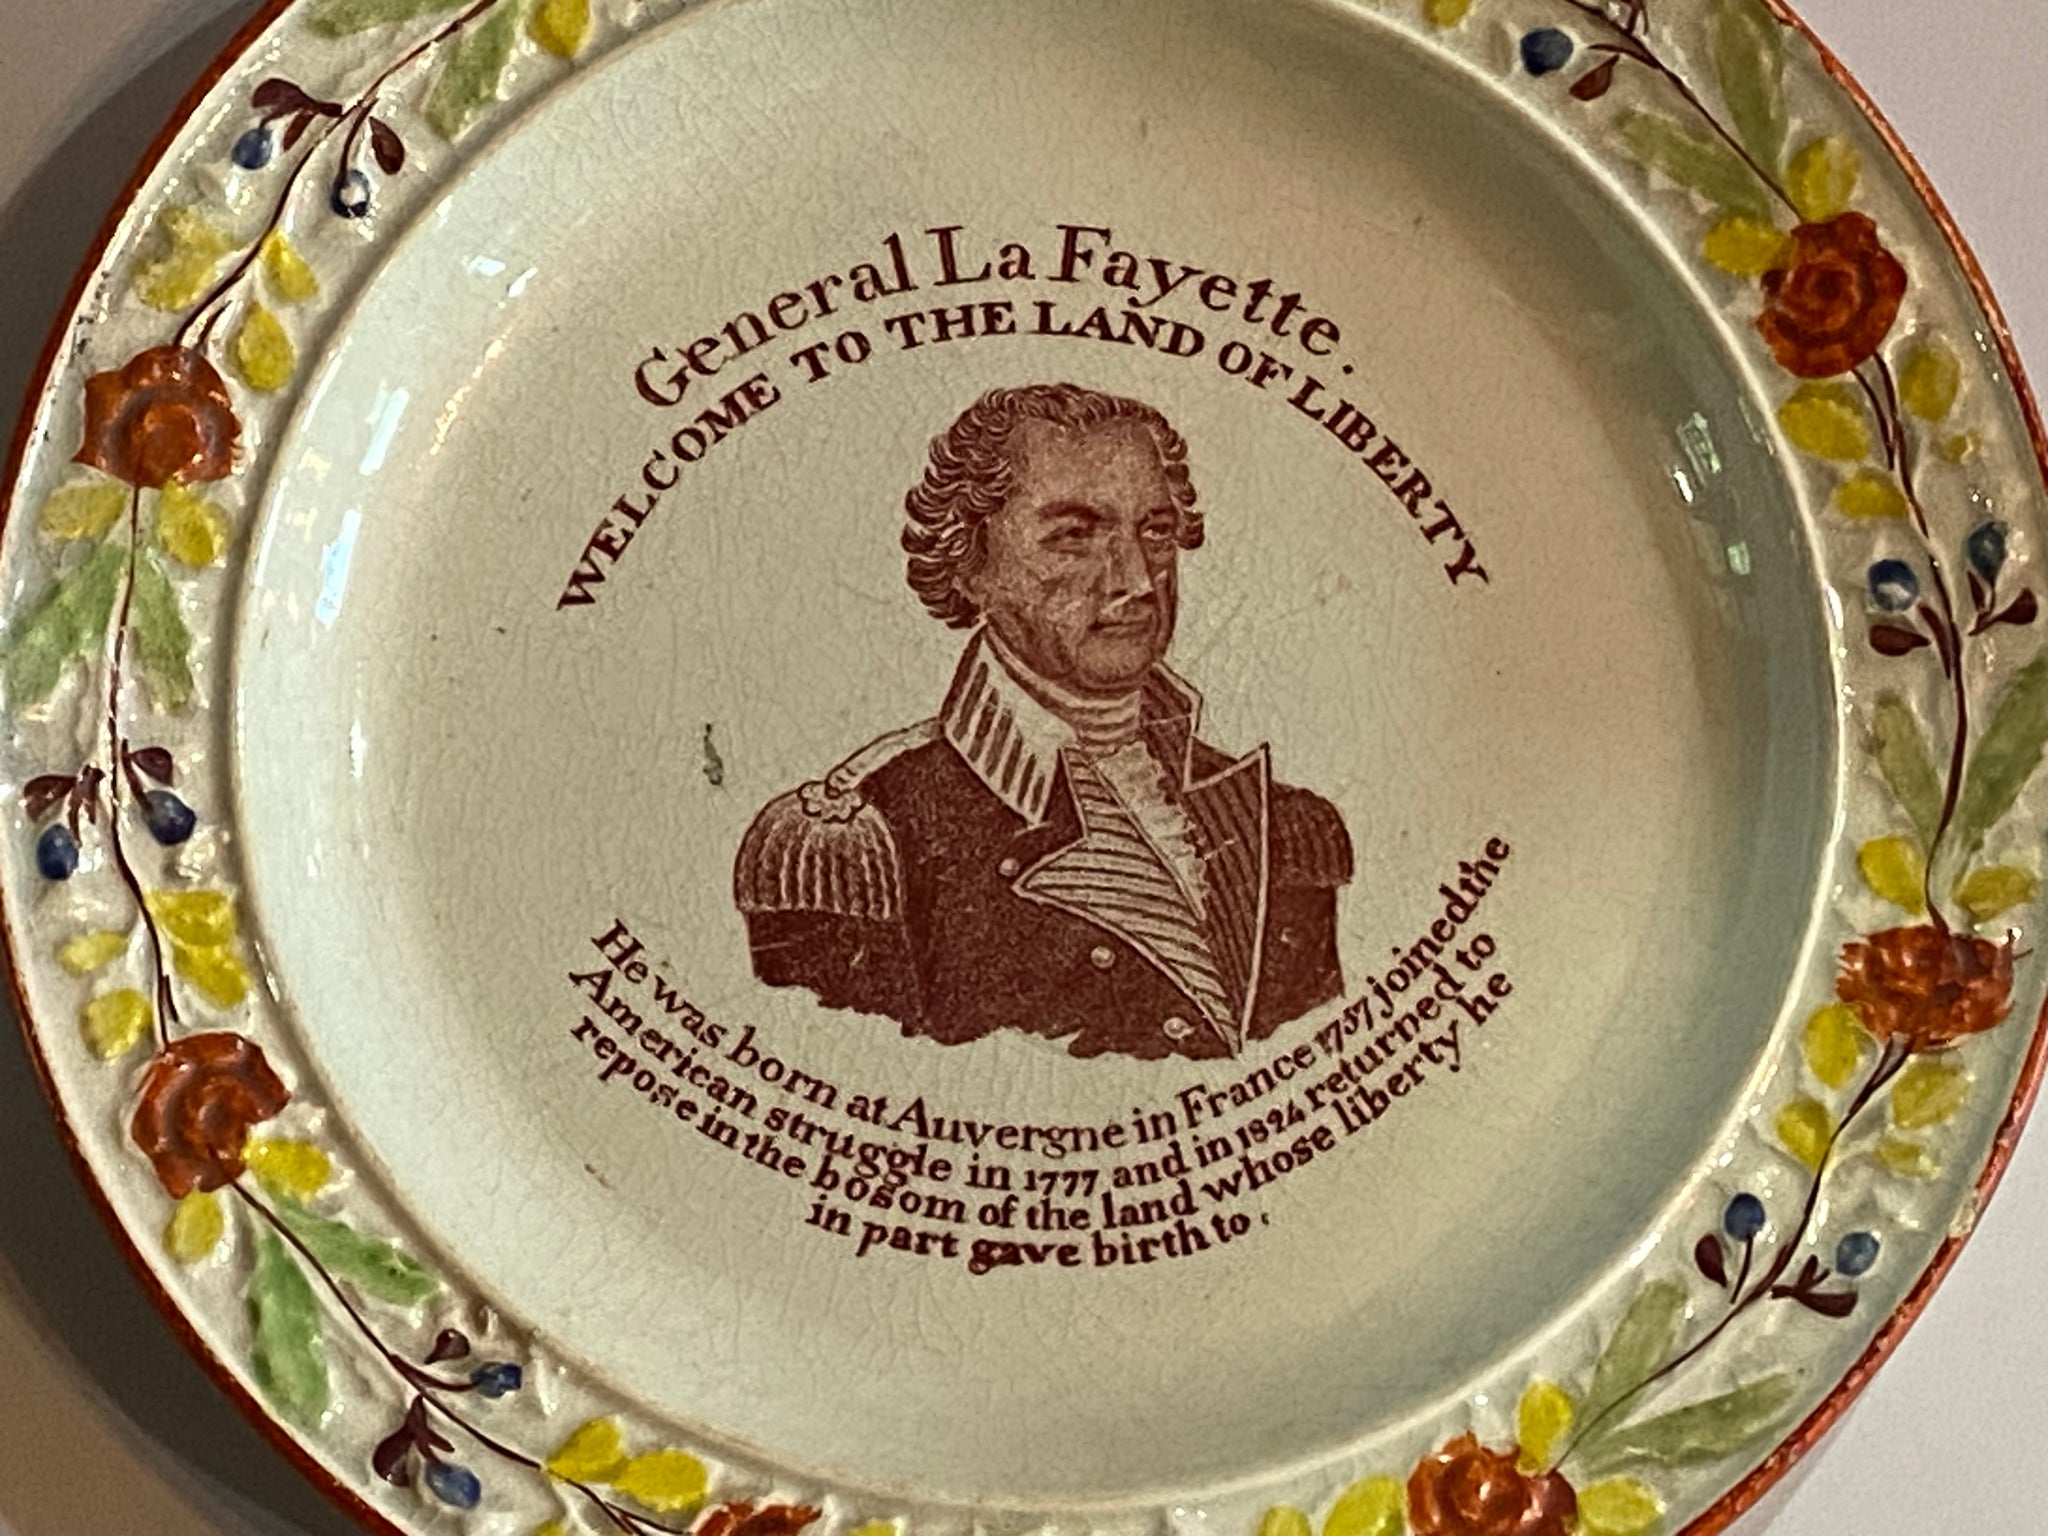 General La Fayette.
WELCOME TO THE LAND OF LIBERTY
He was born at Auvergne in France 1757 joined the
American struggle in 1777 and in 1824 returned to
repose in the bosom of the land whose liberty he
in part gave birth to.